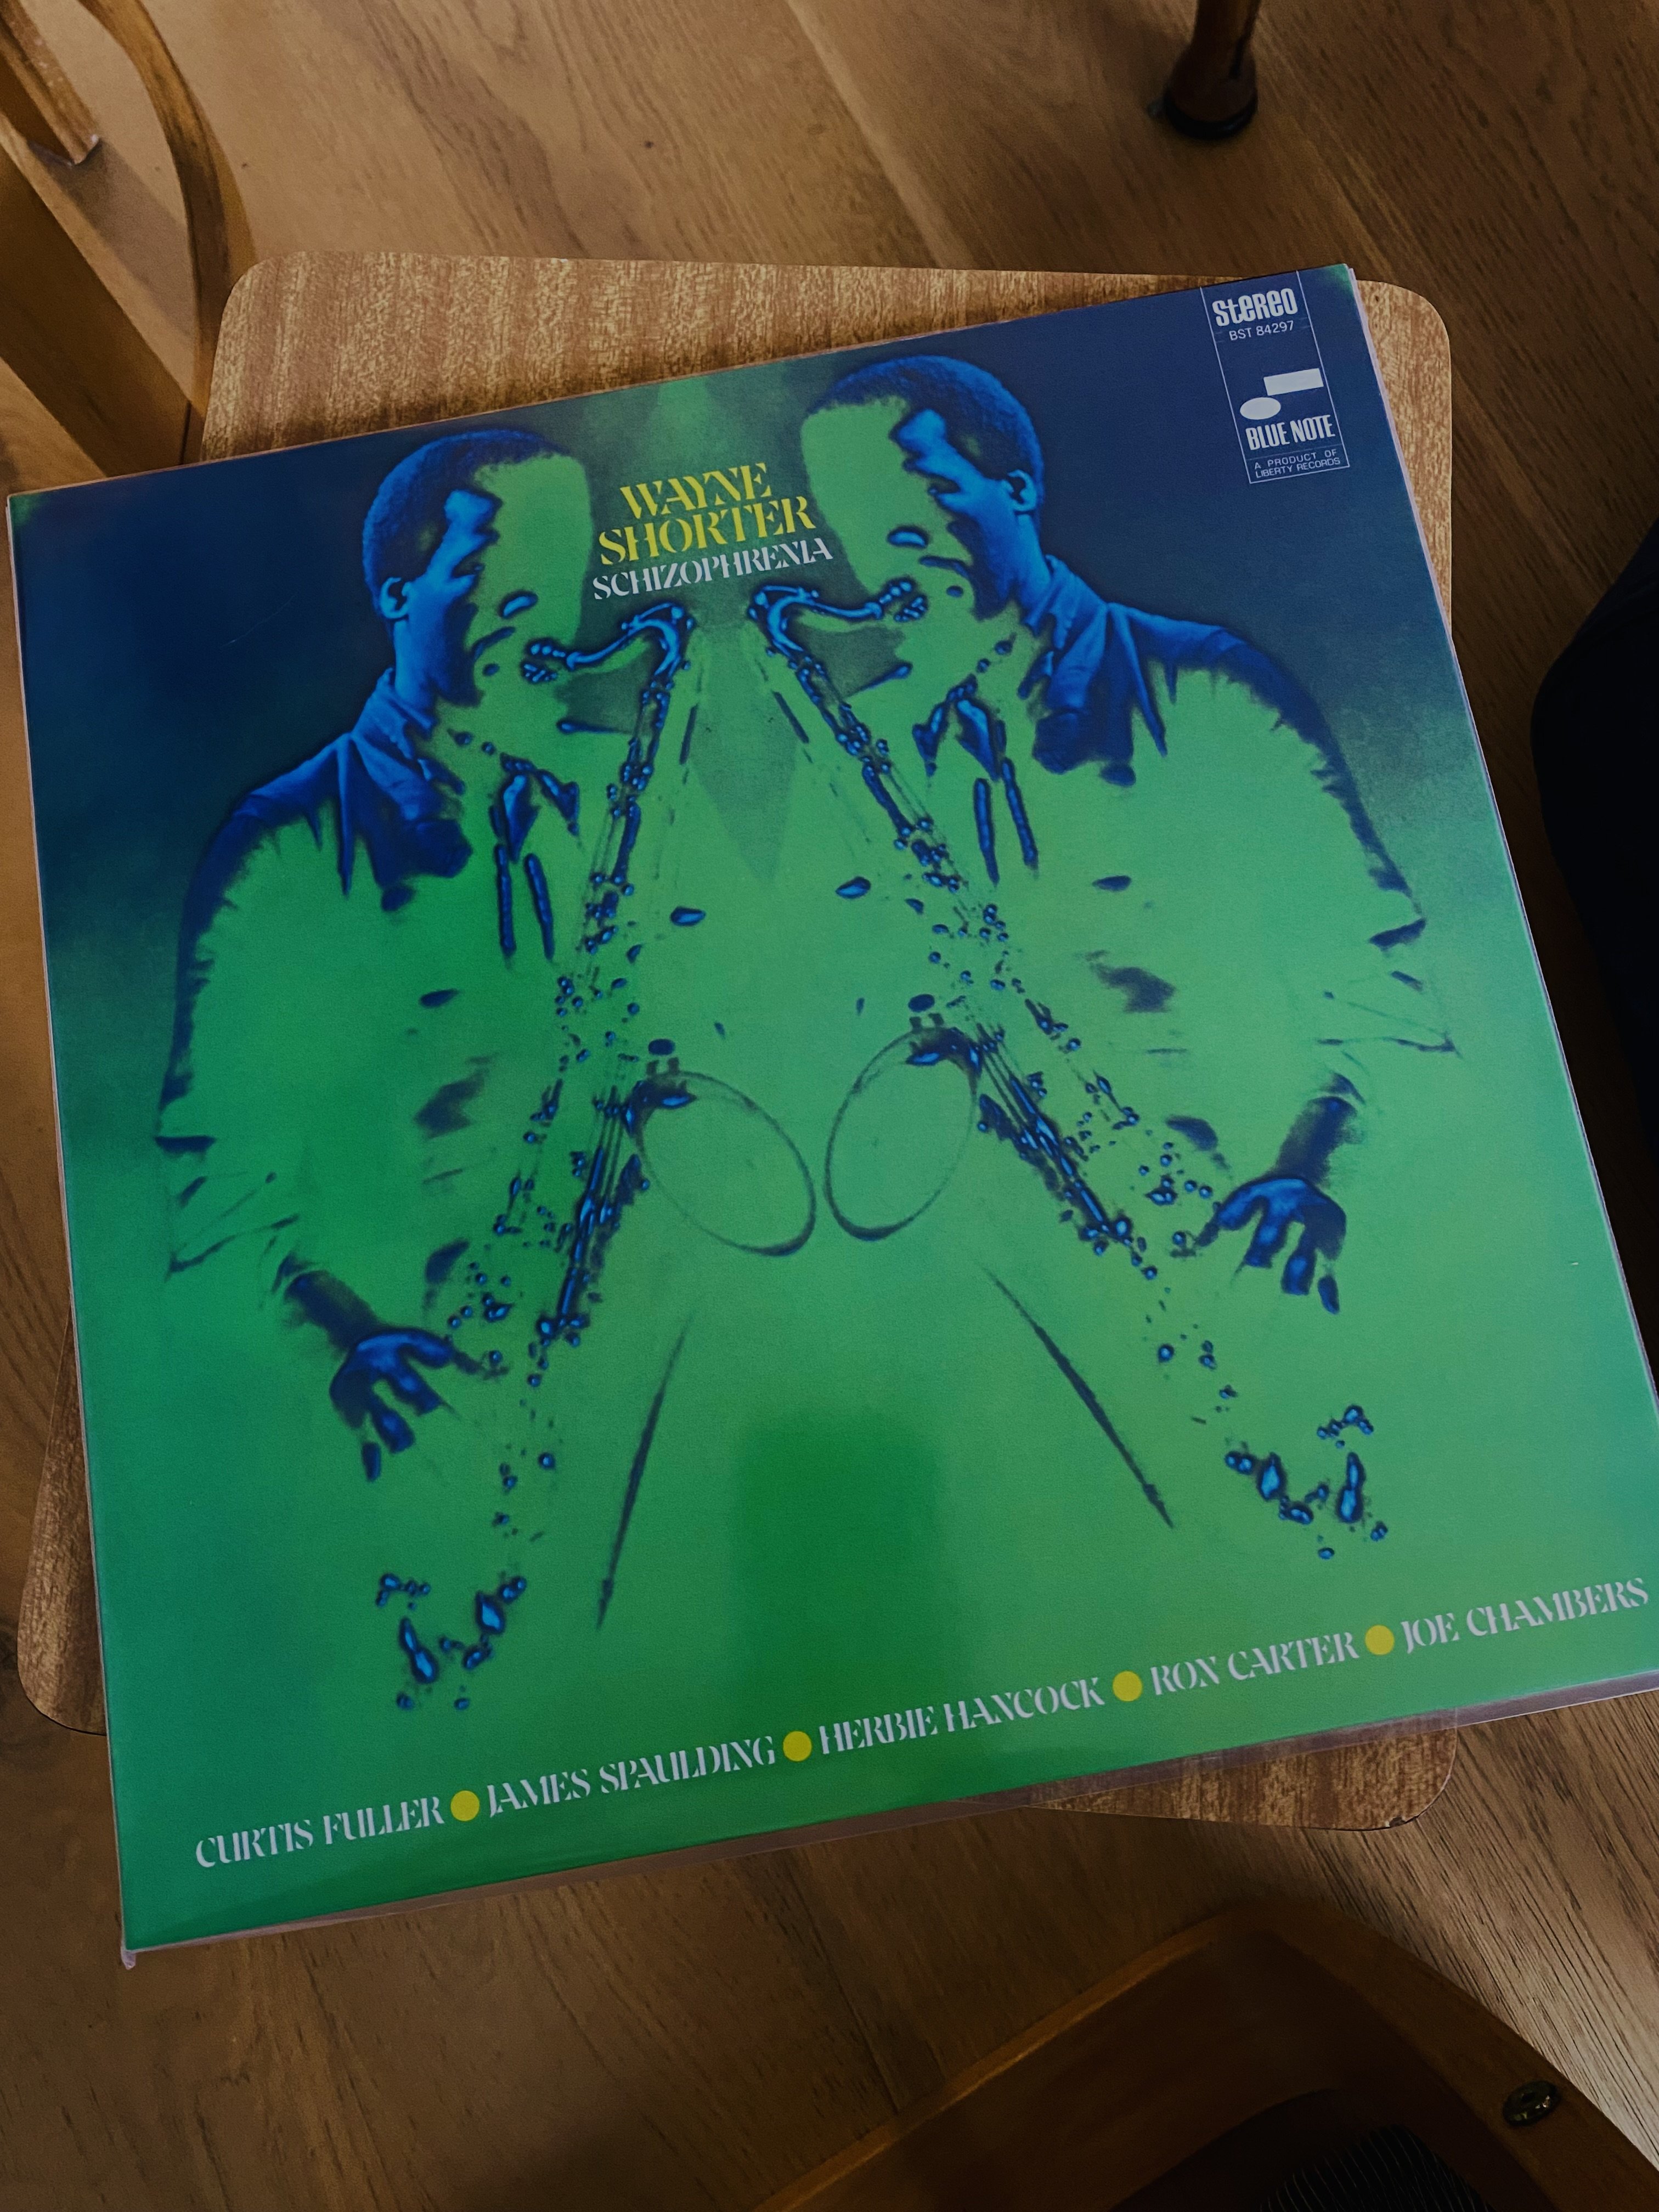 STEREO
BST 84297
BLUE NOTE
A PRODUCT OF
LIBERTY RECORDS
WAYNE
SHORTER
SCHIZOPHRENIA
CURTIS FULLER ● JAMES SPAULDING ● HERBIE HANCOCK ● RON CARTER ● JOE CHAMBERS